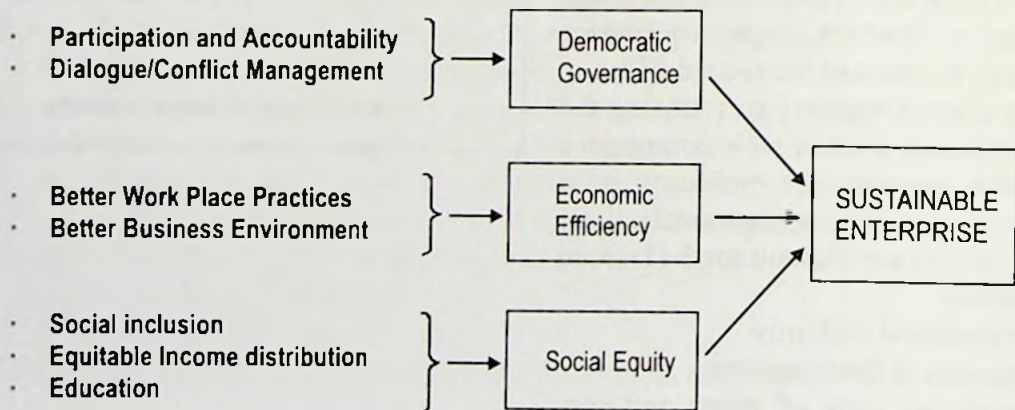 · Participation and Accountability
· Dialogue/Conflict Management
Democratic
Governance
· Better Work Place Practices
· Better Business Environment
Economic
Efficiency
· Social inclusion
· Equitable Income distribution
· Education
Social Equity
SUSTAINABLE
ENTERPRISE